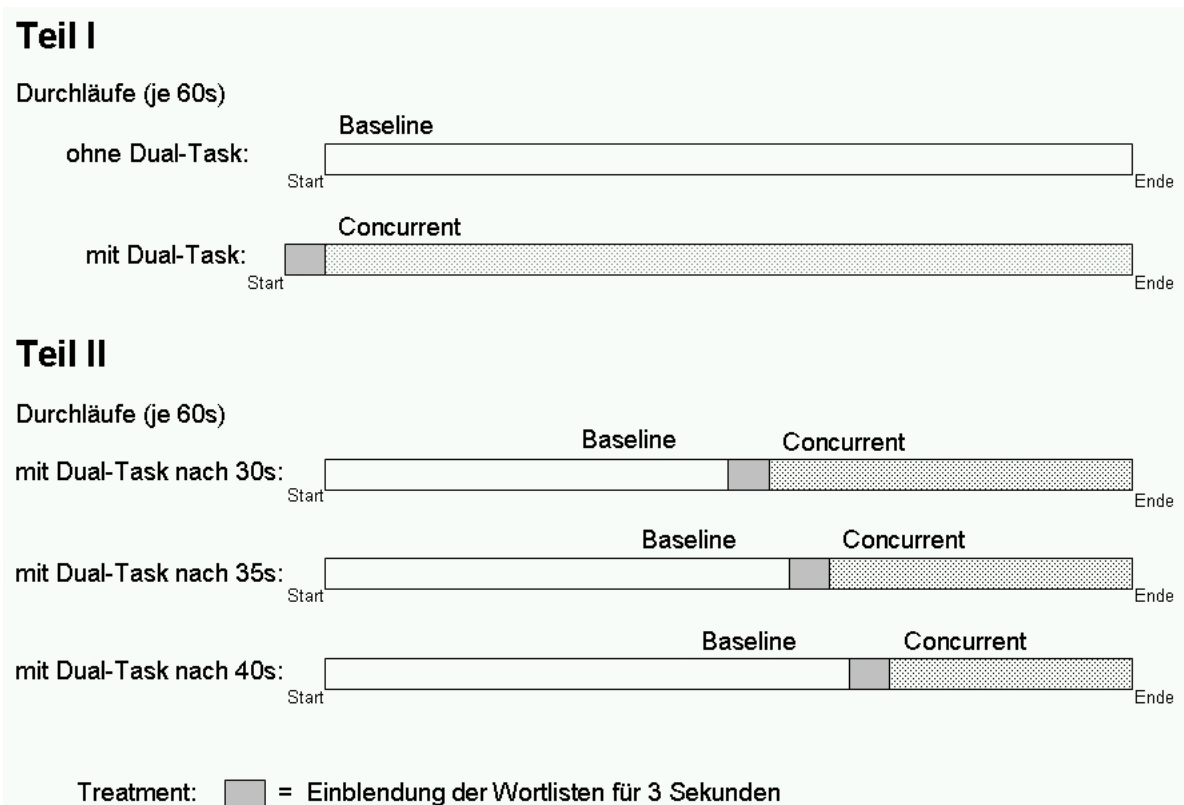 Teil I
Durchläufe (je 60s)
Baseline
ohne Dual-Task:
Start
Ende
Concurrent
mit Dual-Task:
Start
Ende
Teil II
Durchläufe (je 60s)
Baseline Concurrent
mit Dual-Task nach 30s:
Start
Ende
Baseline Concurrent
mit Dual-Task nach 35s:
Start
Ende
Baseline Concurrent
mit Dual-Task nach 40s:
Start
Ende
Treatment: = Einblendung der Wortlisten für 3 Sekunden